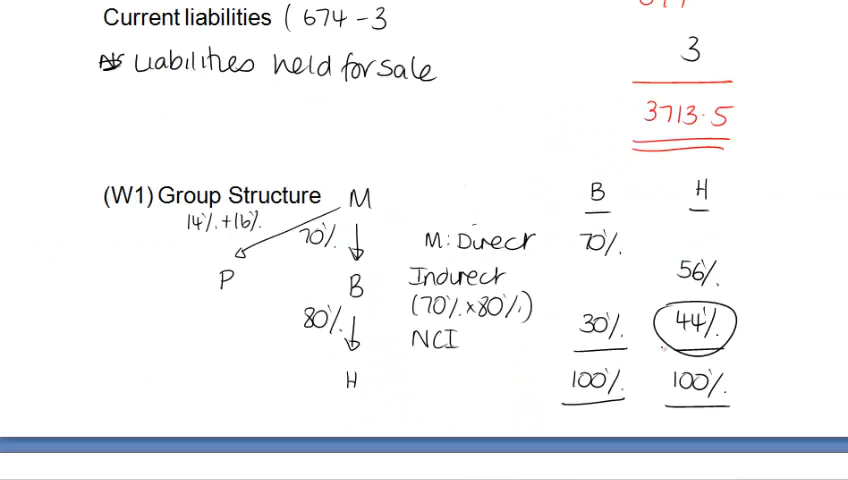 Current liabilities ( 674 - 3
Liabilities held for sale 3
3713.5
(W1) Group Structure M B H
14% + 16% 70% M: Direct 70%
P B Indirect 56%
80% (70% x 80%)
NCI 30% 44%
H 100% 100%